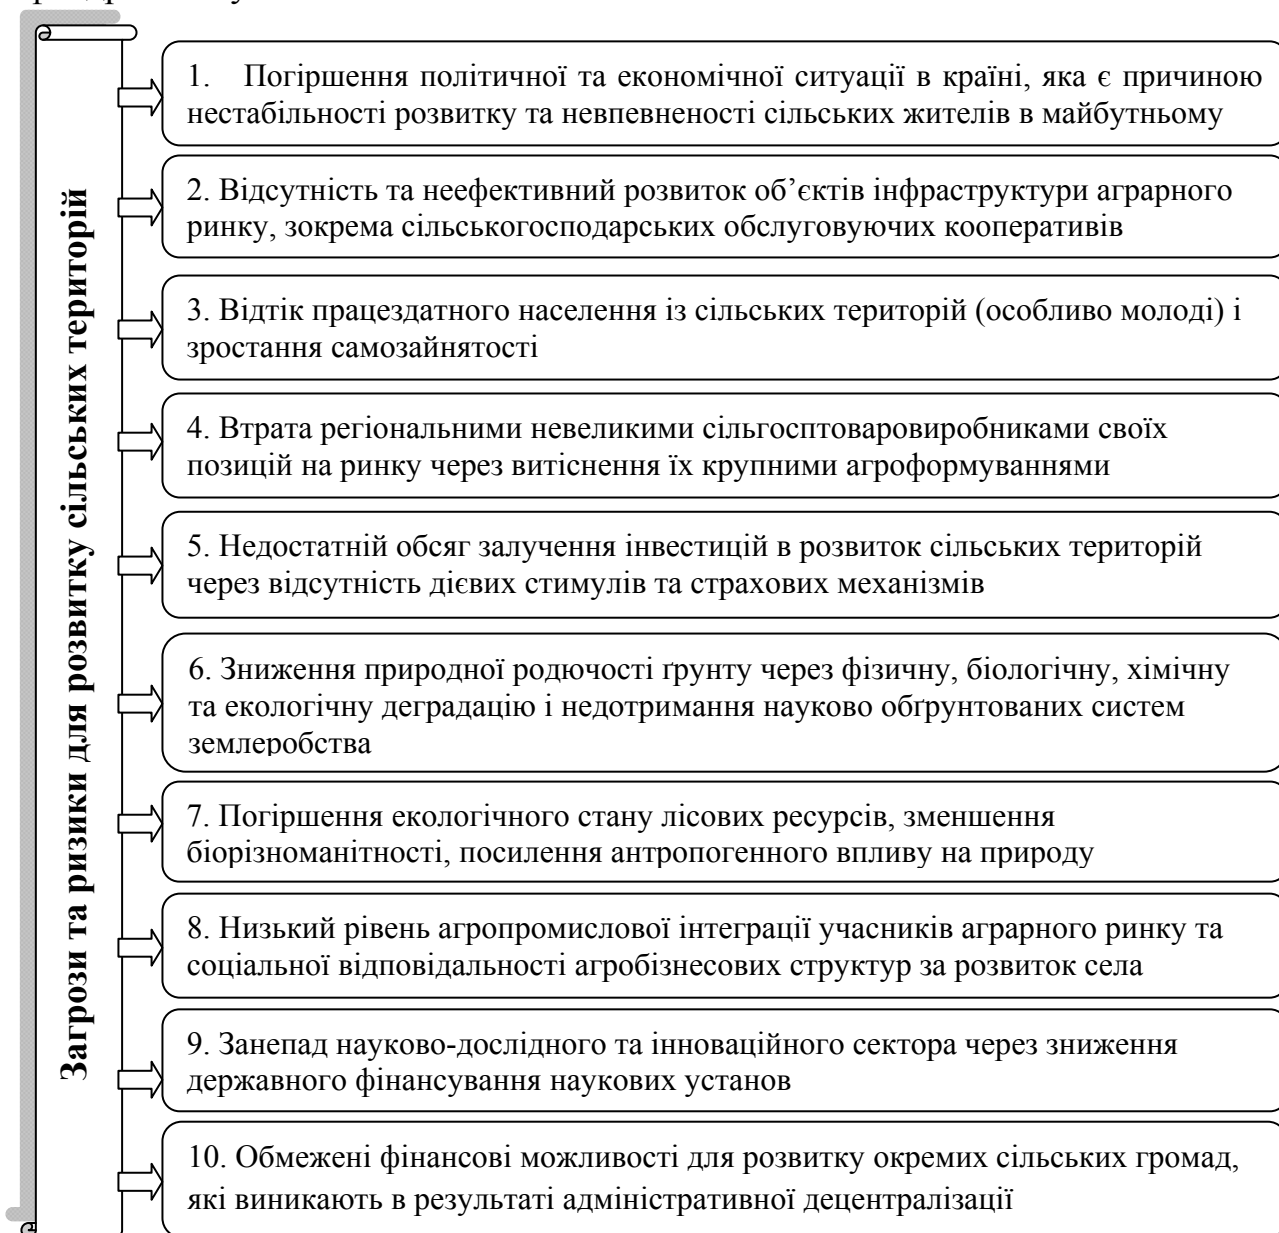 Загрози та ризики для розвитку сільських територій
1. Погіршення політичної та економічної ситуації в країні, яка є причиною
нестабільності розвитку та невпевненості сільських жителів в майбутньому
2. Відсутність та неефективний розвиток об’єктів інфраструктури аграрного
ринку, зокрема сільськогосподарських обслуговуючих кооперативів
3. Відтік працездатного населення із сільських територій (особливо молоді) і
зростання самозайнятості
4. Втрата регіональними невеликими сільгосптоваровиробниками своїх
позицій на ринку через витіснення їх крупними агроформуваннями
5. Недостатній обсяг залучення інвестицій в розвиток сільських територій
через відсутність дієвих стимулів та страхових механізмів
6. Зниження природної родючості ґрунту через фізичну, біологічну, хімічну
та екологічну деградацію і недотримання науково обґрунтованих систем
землеробства
7. Погіршення екологічного стану лісових ресурсів, зменшення
біорізноманітності, посилення антропогенного впливу на природу
8. Низький рівень агропромислової інтеграції учасників аграрного ринку та
соціальної відповідальності агробізнесових структур за розвиток села
9. Занепад науково-дослідного та інноваційного сектора через зниження
державного фінансування наукових установ
10. Обмежені фінансові можливості для розвитку окремих сільських громад,
які виникають в результаті адміністративної децентралізації